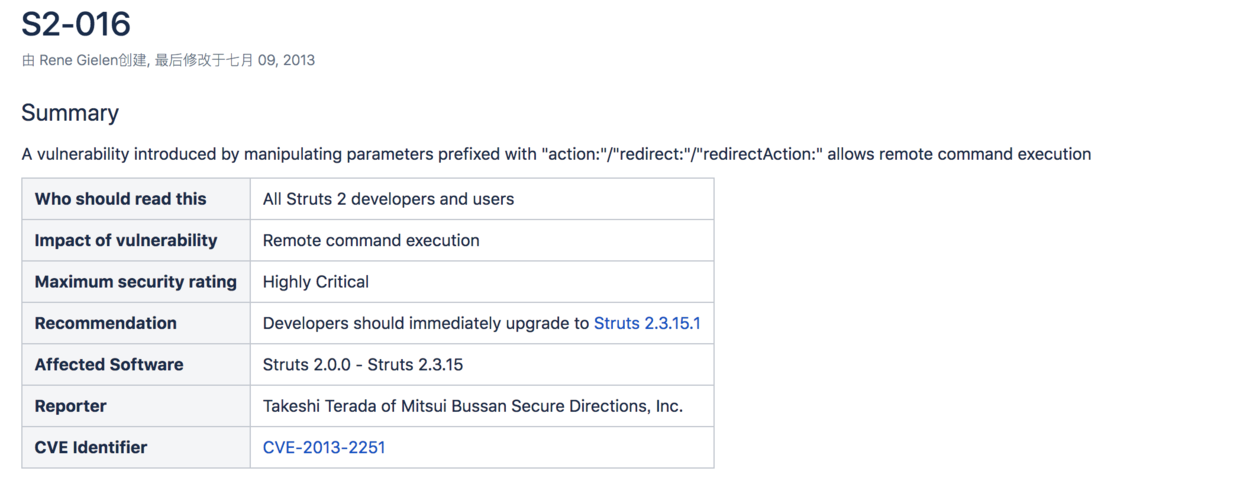 S2-016
由 Rene Gielen创建, 最后修改于七月 09, 2013
Summary
A vulnerability introduced by manipulating parameters prefixed with "action:"/"redirect:"/"redirectAction:" allows remote command execution
Who should read this All Struts 2 developers and users
Impact of vulnerability Remote command execution
Maximum security rating Highly Critical
Recommendation Developers should immediately upgrade to Struts 2.3.15.1
Affected Software Struts 2.0.0 - Struts 2.3.15
Reporter Takeshi Terada of Mitsui Bussan Secure Directions, Inc.
CVE Identifier CVE-2013-2251